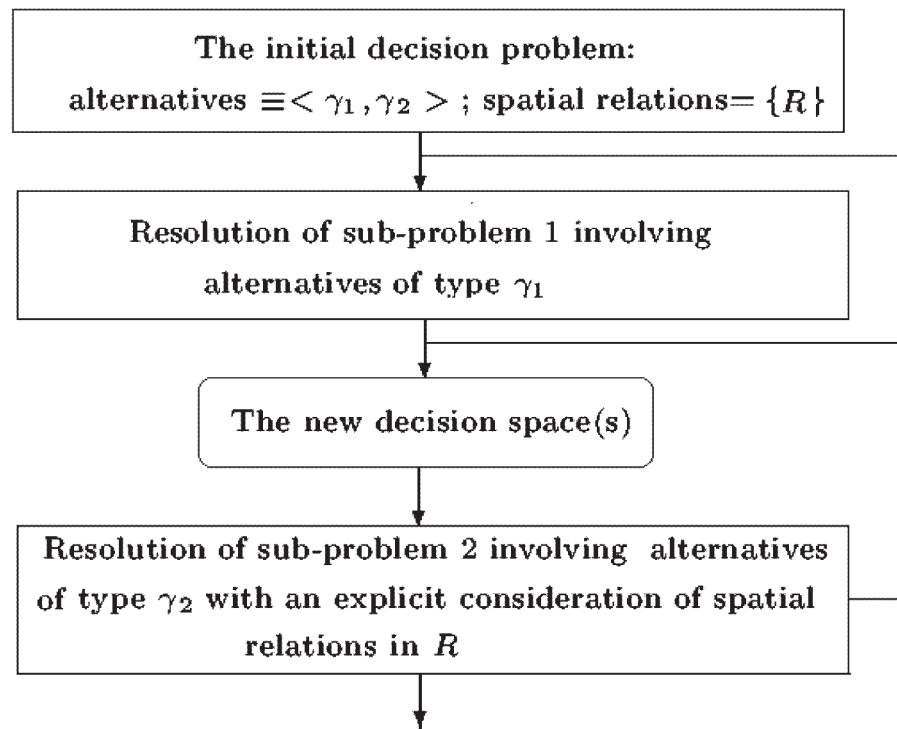 The initial decision problem:
alternatives ≡< γ₁, γ₂ > ; spatial relations= {R}
Resolution of sub-problem 1 involving
alternatives of type γ₁
The new decision space(s)
Resolution of sub-problem 2 involving alternatives
of type γ₂ with an explicit consideration of spatial
relations in R